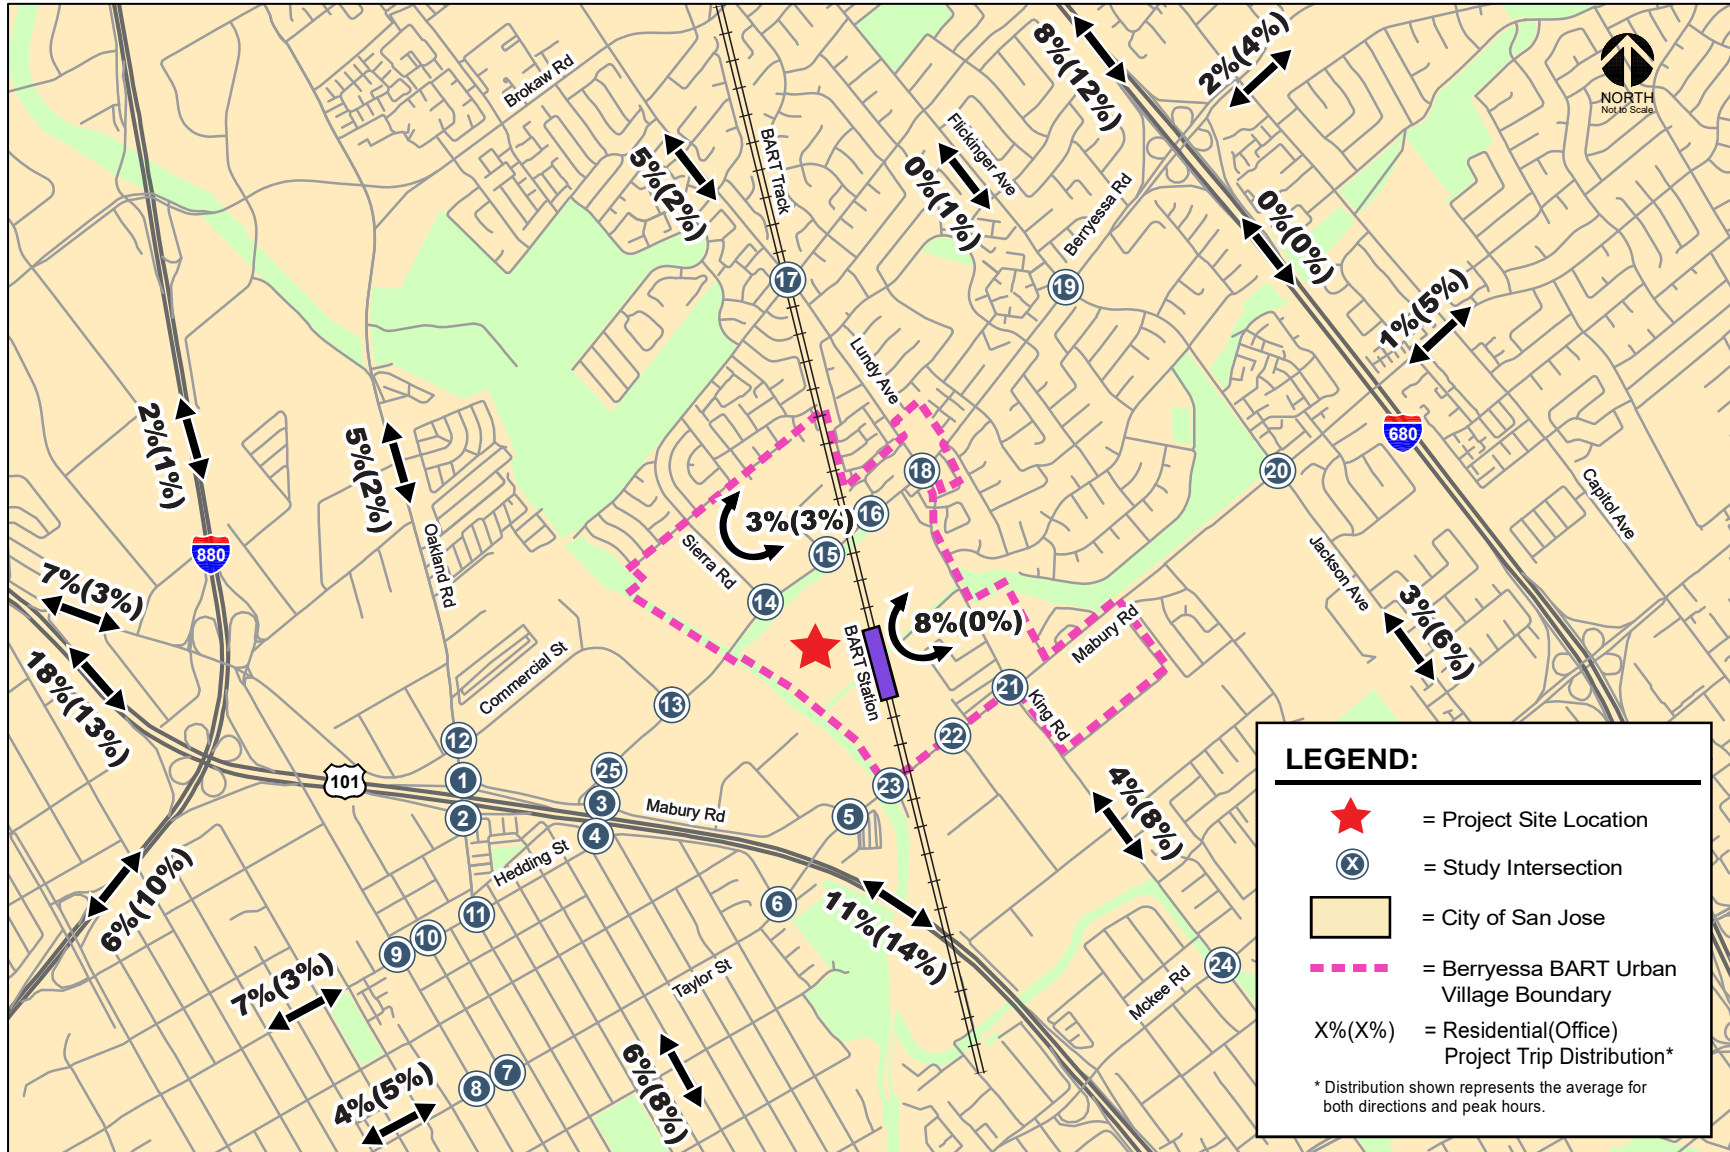 8%(12%)
2%(4%)
NORTH
Not to Scale
Brokaw Rd
BART Track
Flickinger Ave
5%(2%)
0%(1%)
Berryessa Rd
0%(0%)
17
19
1%(5%)
Lundy Ave
2%(1%)
5%(2%)
680
18
20
Capitol Ave
880
Oakland Rd
3%(3%)
16
15
Sierra Rd
14
Jackson Ave
7%(3%)
8%(0%)
Mabury Rd
3%(6%)
BART Station
18%(13%)
Commercial St
13
21
King Rd
12
22
1
101
25
23
3
Mabury Rd
2
4
5
4%(8%)
Hedding St
6%(10%)
11
6
11%(14%)
10
9
7%(3%)
Taylor St
24
Mckee Rd
7
8
4%(5%)
6%(8%)
LEGEND:
= Project Site Location
X
= Study Intersection
= City of San Jose
= Berryessa BART Urban
Village Boundary
X%(X%)
= Residential(Office)
Project Trip Distribution*
* Distribution shown represents the average for
both directions and peak hours.